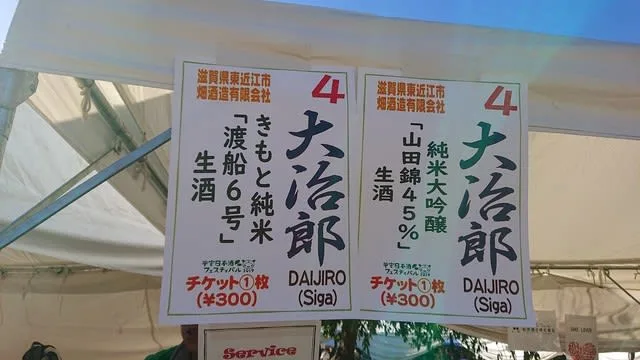 滋賀県東近江市
畑酒造有限会社
4
大治郎
DAIJIRO
(Siga)
きもと純米
「渡船6号」
生酒
チケット①枚
(¥300)
滋賀県東近江市
畑酒造有限会社
4
大治郎
DAIJIRO
(Siga)
純米大吟醸
「山田錦45%」
生酒
チケット①枚
(¥300)
Service